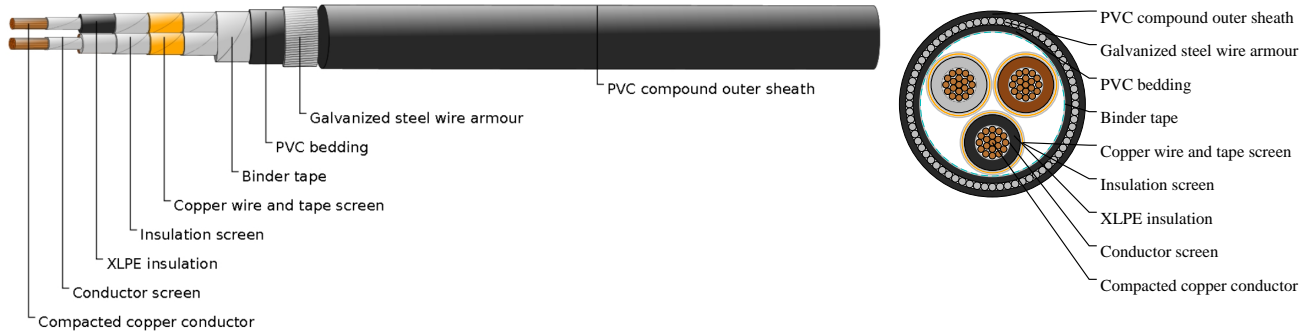 PVC compound outer sheath
Galvanized steel wire armour
PVC bedding
Binder tape
Copper wire and tape screen
Insulation screen
XLPE insulation
Conductor screen
Compacted copper conductor
PVC compound outer sheath
Galvanized steel wire armour
PVC bedding
Binder tape
Copper wire and tape screen
Insulation screen
XLPE insulation
Conductor screen
Compacted copper conductor